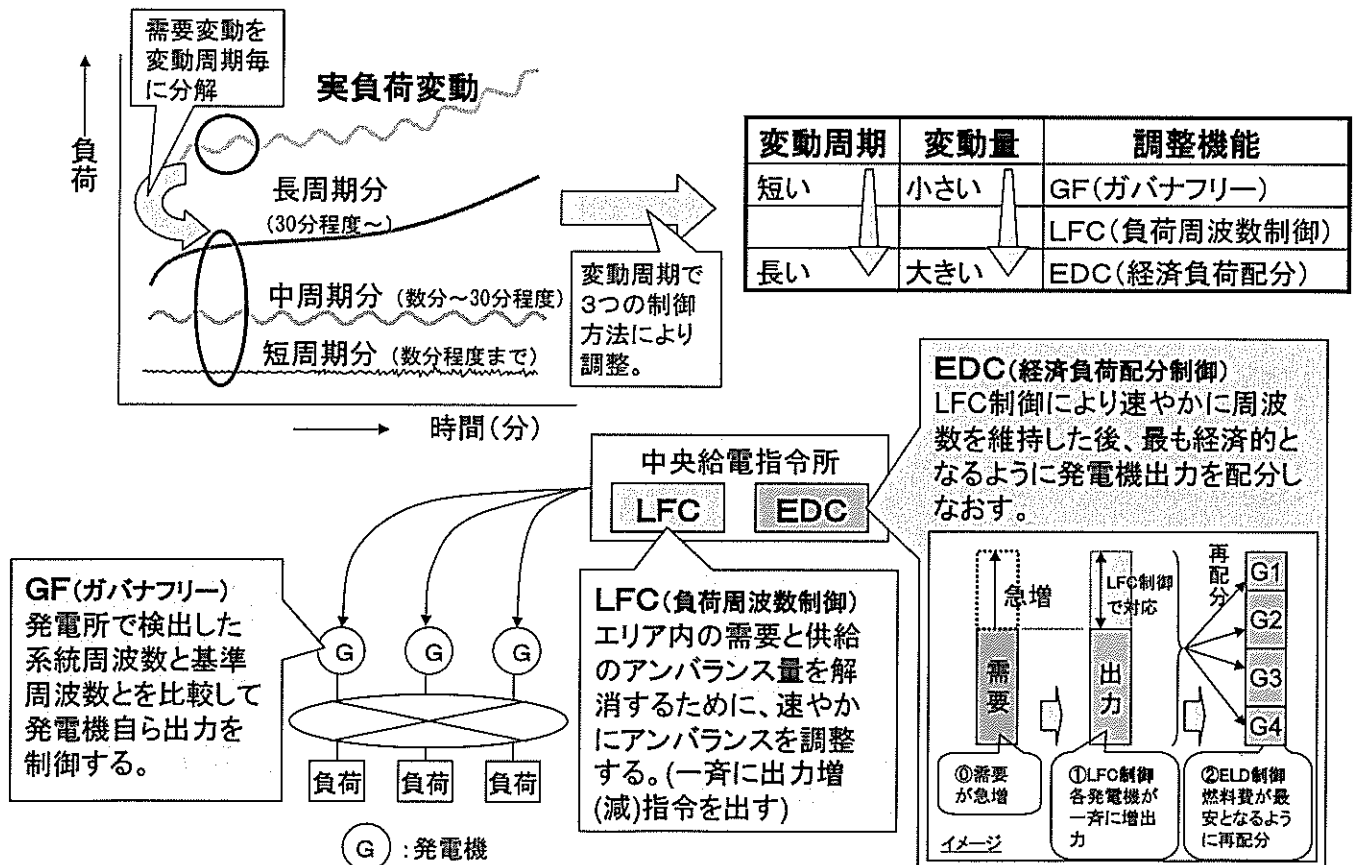 需要変動を
変動周期毎
に分解
実負荷変動
負荷
長周期分
(30分程度～)
中周期分 (数分～30分程度)
短周期分 (数分程度まで)
時間(分)
変動周期で
3つの制御
方法により
調整。
変動周期 変動量 調整機能
短い 小さい GF(ガバナフリー)
LFC(負荷周波数制御)
長い 大きい EDC(経済負荷配分)
中央給電指令所
LFC EDC
EDC(経済負荷配分制御)
LFC制御により速やかに周波
数を維持した後、最も経済的と
なるように発電機出力を配分し
なおす。
GF(ガバナフリー)
発電所で検出した
系統周波数と基準
周波数とを比較して
発電機自ら出力を
制御する。
G G G
負荷 負荷 負荷
G :発電機
LFC(負荷周波数制御)
エリア内の需要と供給
のアンバランス量を解
消するために、速やか
にアンバランスを調整
する。(一斉に出力増
(減)指令を出す)
急増
需要
LFC制御
で対応
出力
再配分
G1
G2
G3
G4
⓪需要
が急増
①LFC制御
各発電機が
一斉に増出
力
②ELD制御
燃料費が最
安となるよう
に再配分
イメージ